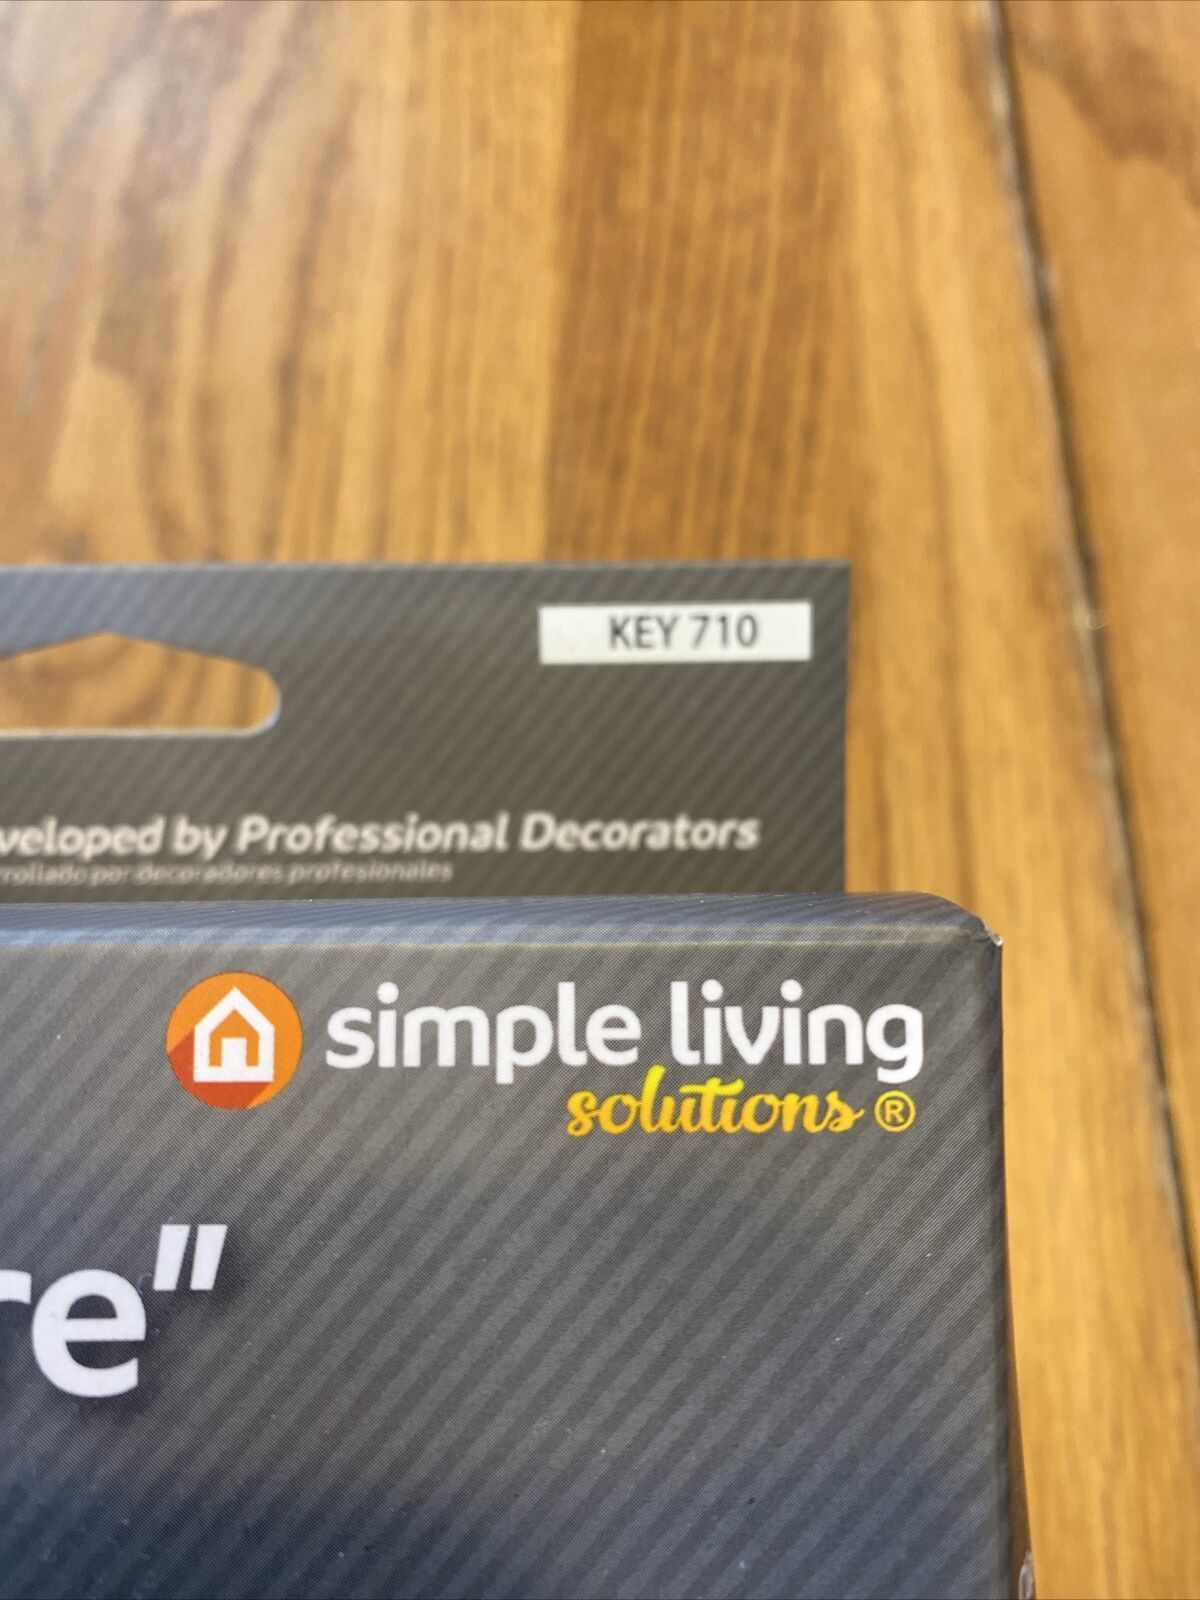 KEY 710
veloped by Professional Decorators
rrollado por decoradores profesionales
simple living
solutions ®
re"